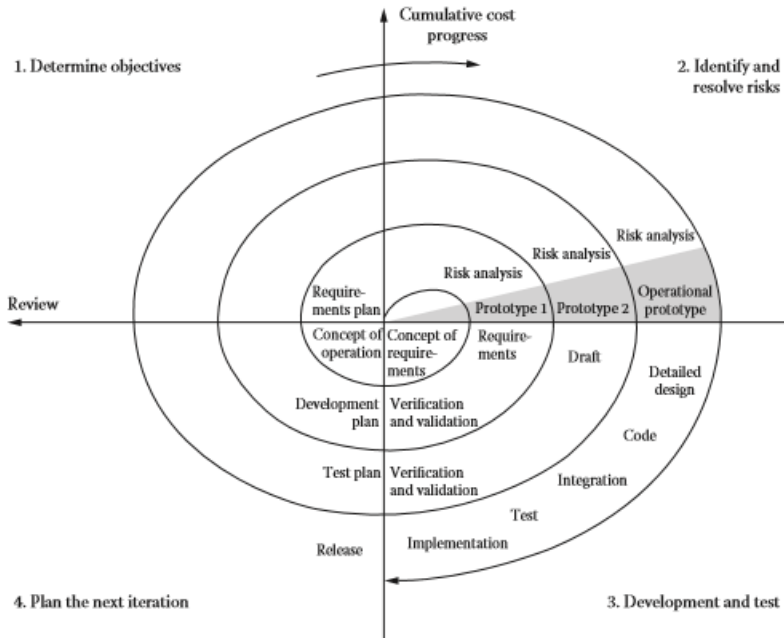 Cumulative cost
progress
1. Determine objectives
2. Identify and
resolve risks
Risk analysis
Risk analysis
Risk analysis
Require-
ments plan
Prototype 1
Prototype 2
Operational
prototype
Review
Concept of
operation
Concept of
require-
ments
Require-
ments
Draft
Detailed
design
Development
plan
Verification
and validation
Code
Test plan
Verification
and validation
Integration
Test
Release
Implementation
4. Plan the next iteration
3. Development and test